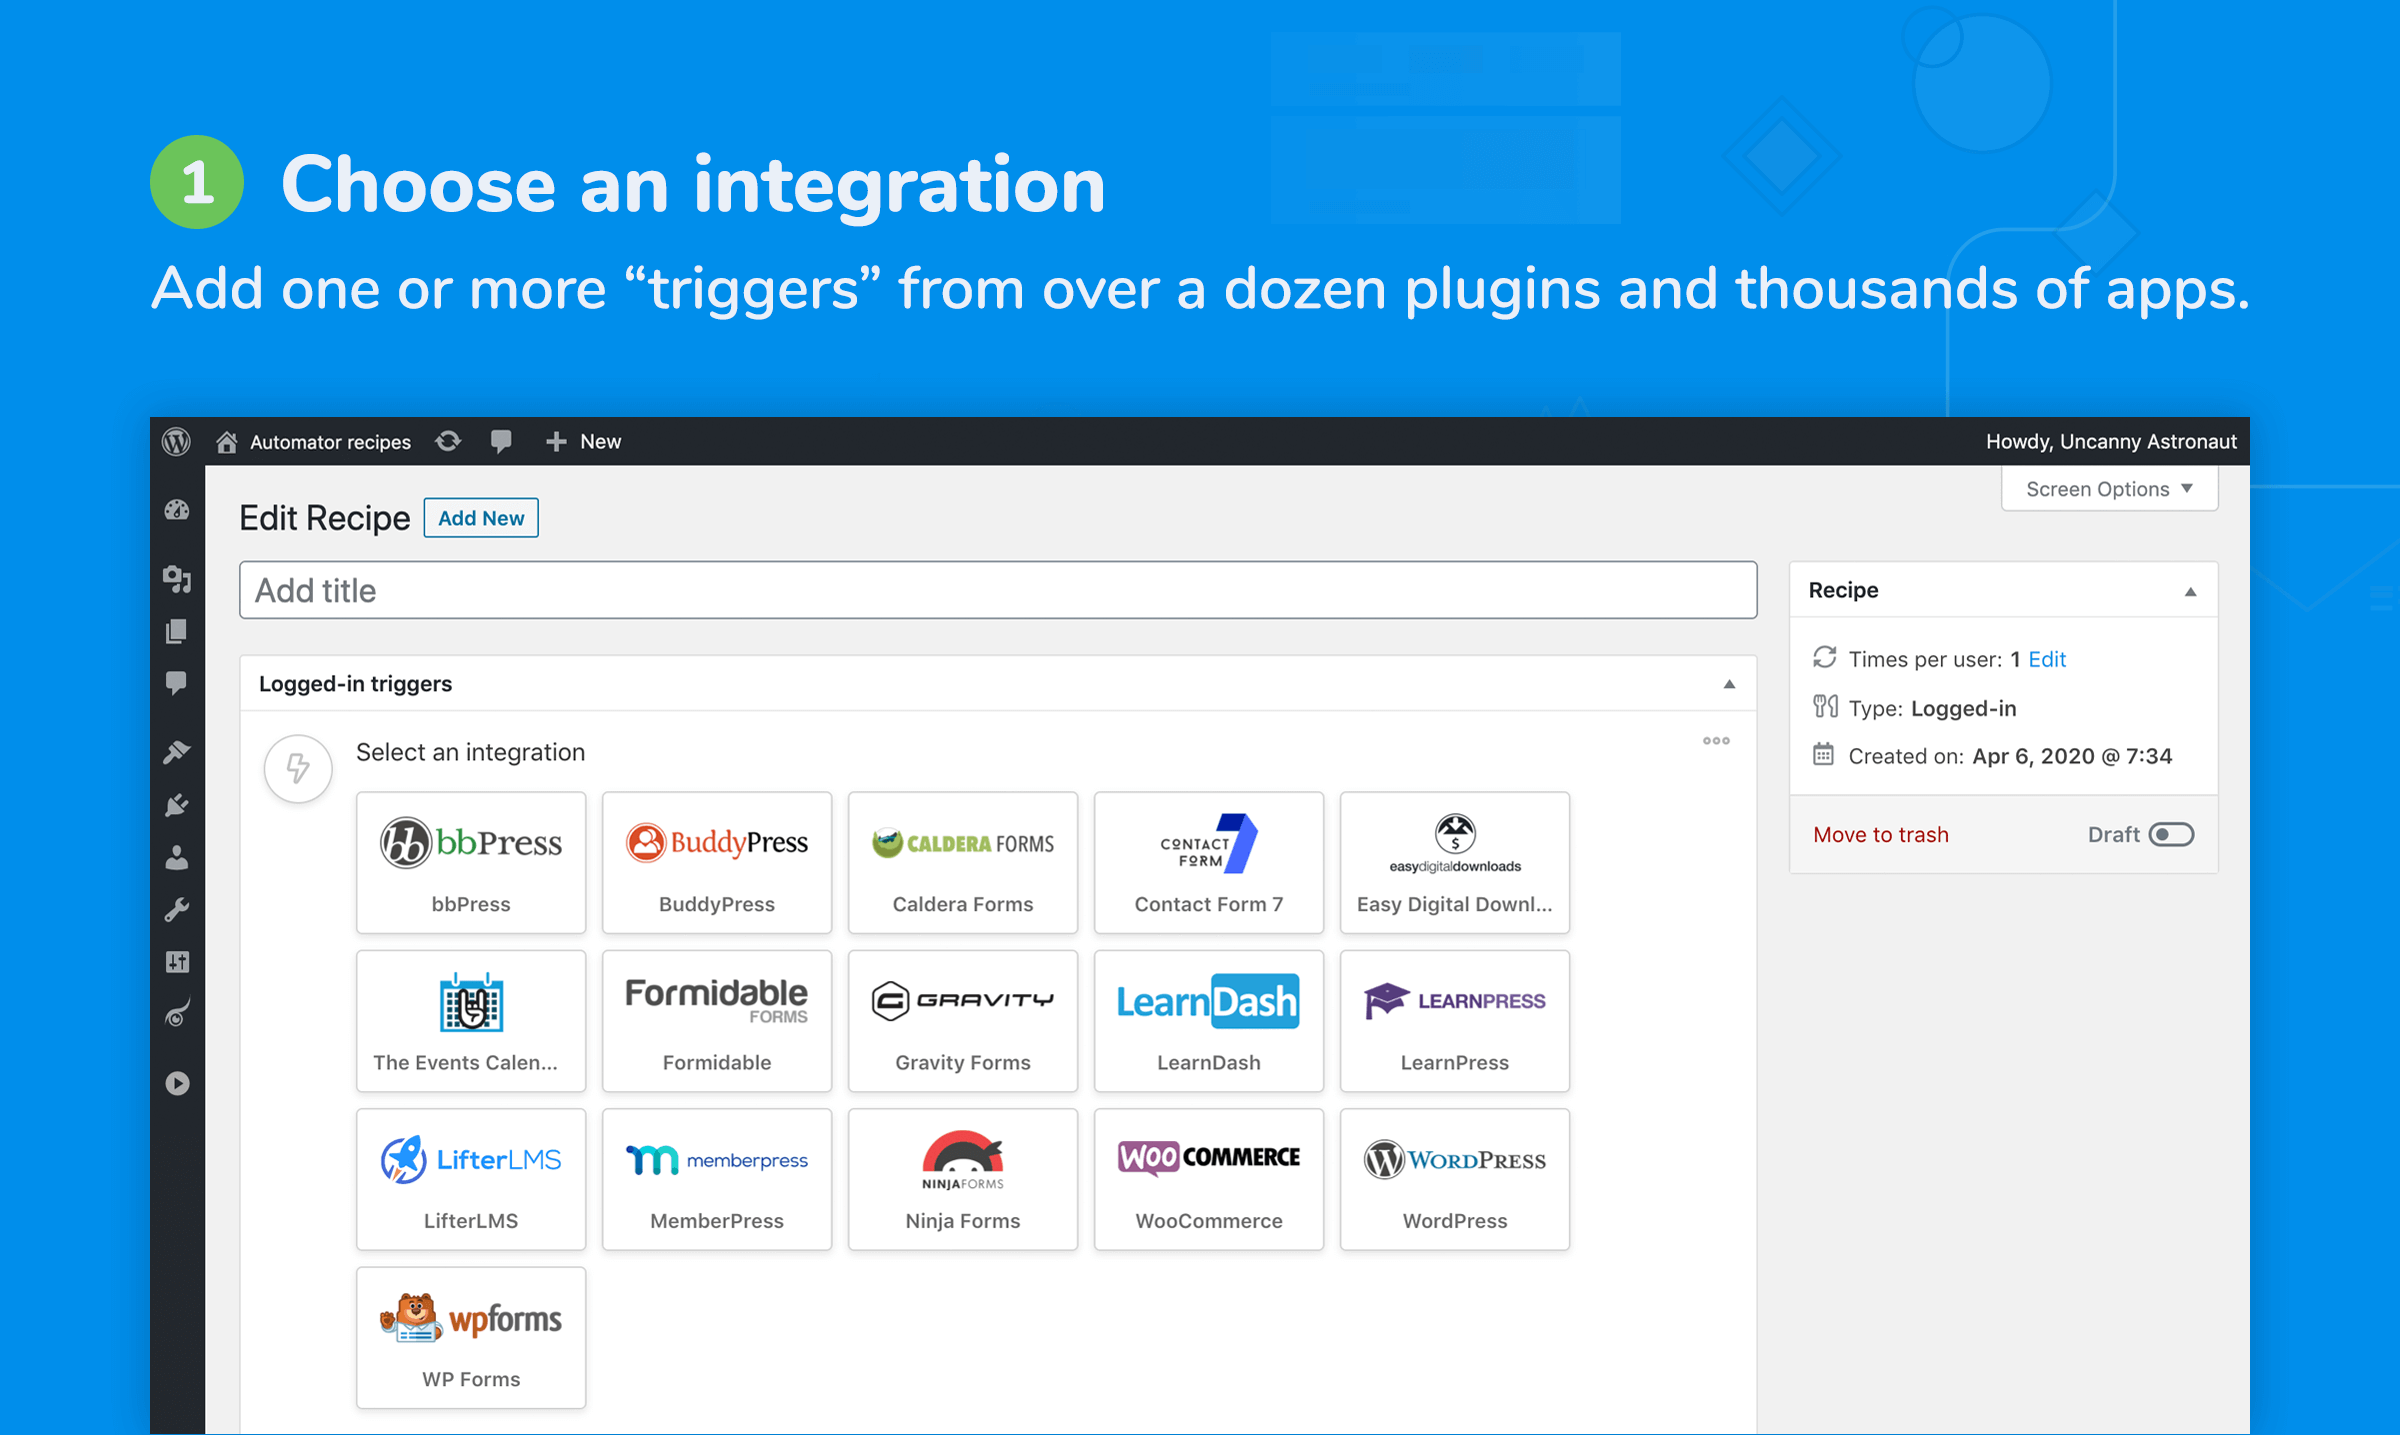 1 Choose an integration
Add one or more “triggers” from over a dozen plugins and thousands of apps.
Automator recipes
New
Howdy, Uncanny Astronaut
Screen Options
Edit Recipe
Add New
Add title
Recipe
Times per user: 1 Edit
Type: Logged-in
Created on: Apr 6, 2020 @ 7:34
Move to trash
Draft
Logged-in triggers
Select an integration
bb bbPress
bbPress
BuddyPress
BuddyPress
CALDERA FORMS
Caldera Forms
CONTACT
FORM 7
Contact Form 7
$
easydigitaldownloads
Easy Digital Downl...
The Events Calen...
Formidable
FORMS
Formidable
GRAVITY
Gravity Forms
LearnDash
LearnDash
LEARNPRESS
LearnPress
LifterLMS
LifterLMS
m memberpress
MemberPress
NINJAFORMS
Ninja Forms
WOO COMMERCE
WooCommerce
WORDPRESS
WordPress
wpforms
WP Forms